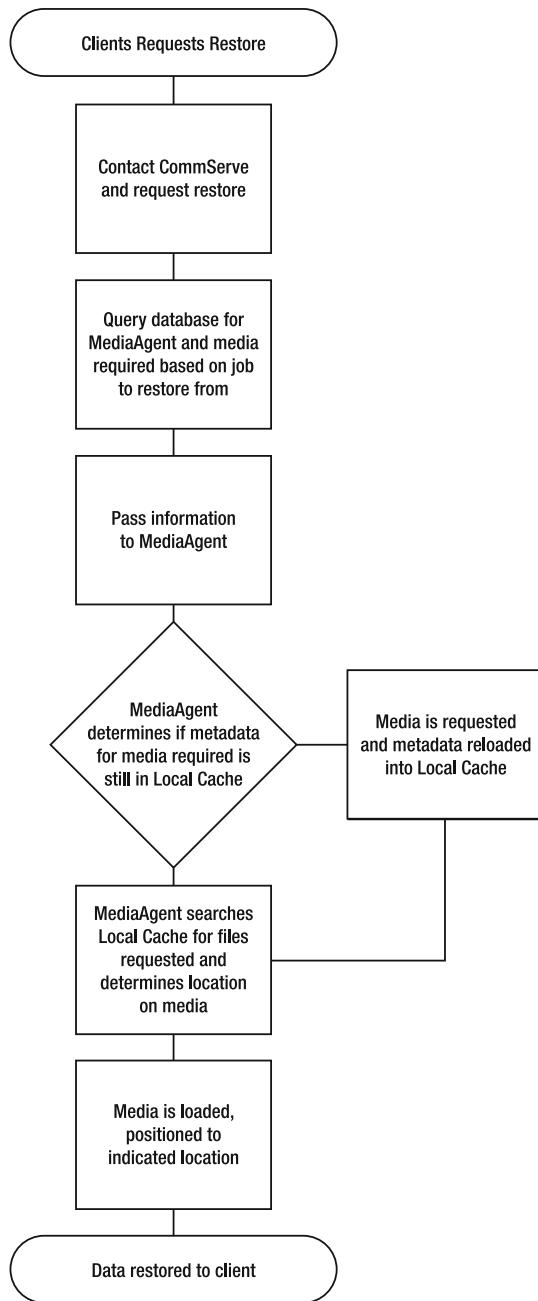 Clients Requests Restore
Contact CommServe
and request restore
Query database for
MediaAgent and media
required based on job
to restore from
Pass information
to MediaAgent
MediaAgent
determines if metadata
for media required is
still in Local Cache
Media is requested
and metadata reloaded
into Local Cache
MediaAgent searches
Local Cache for files
requested and
determines location
on media
Media is loaded,
positioned to
indicated location
Data restored to client